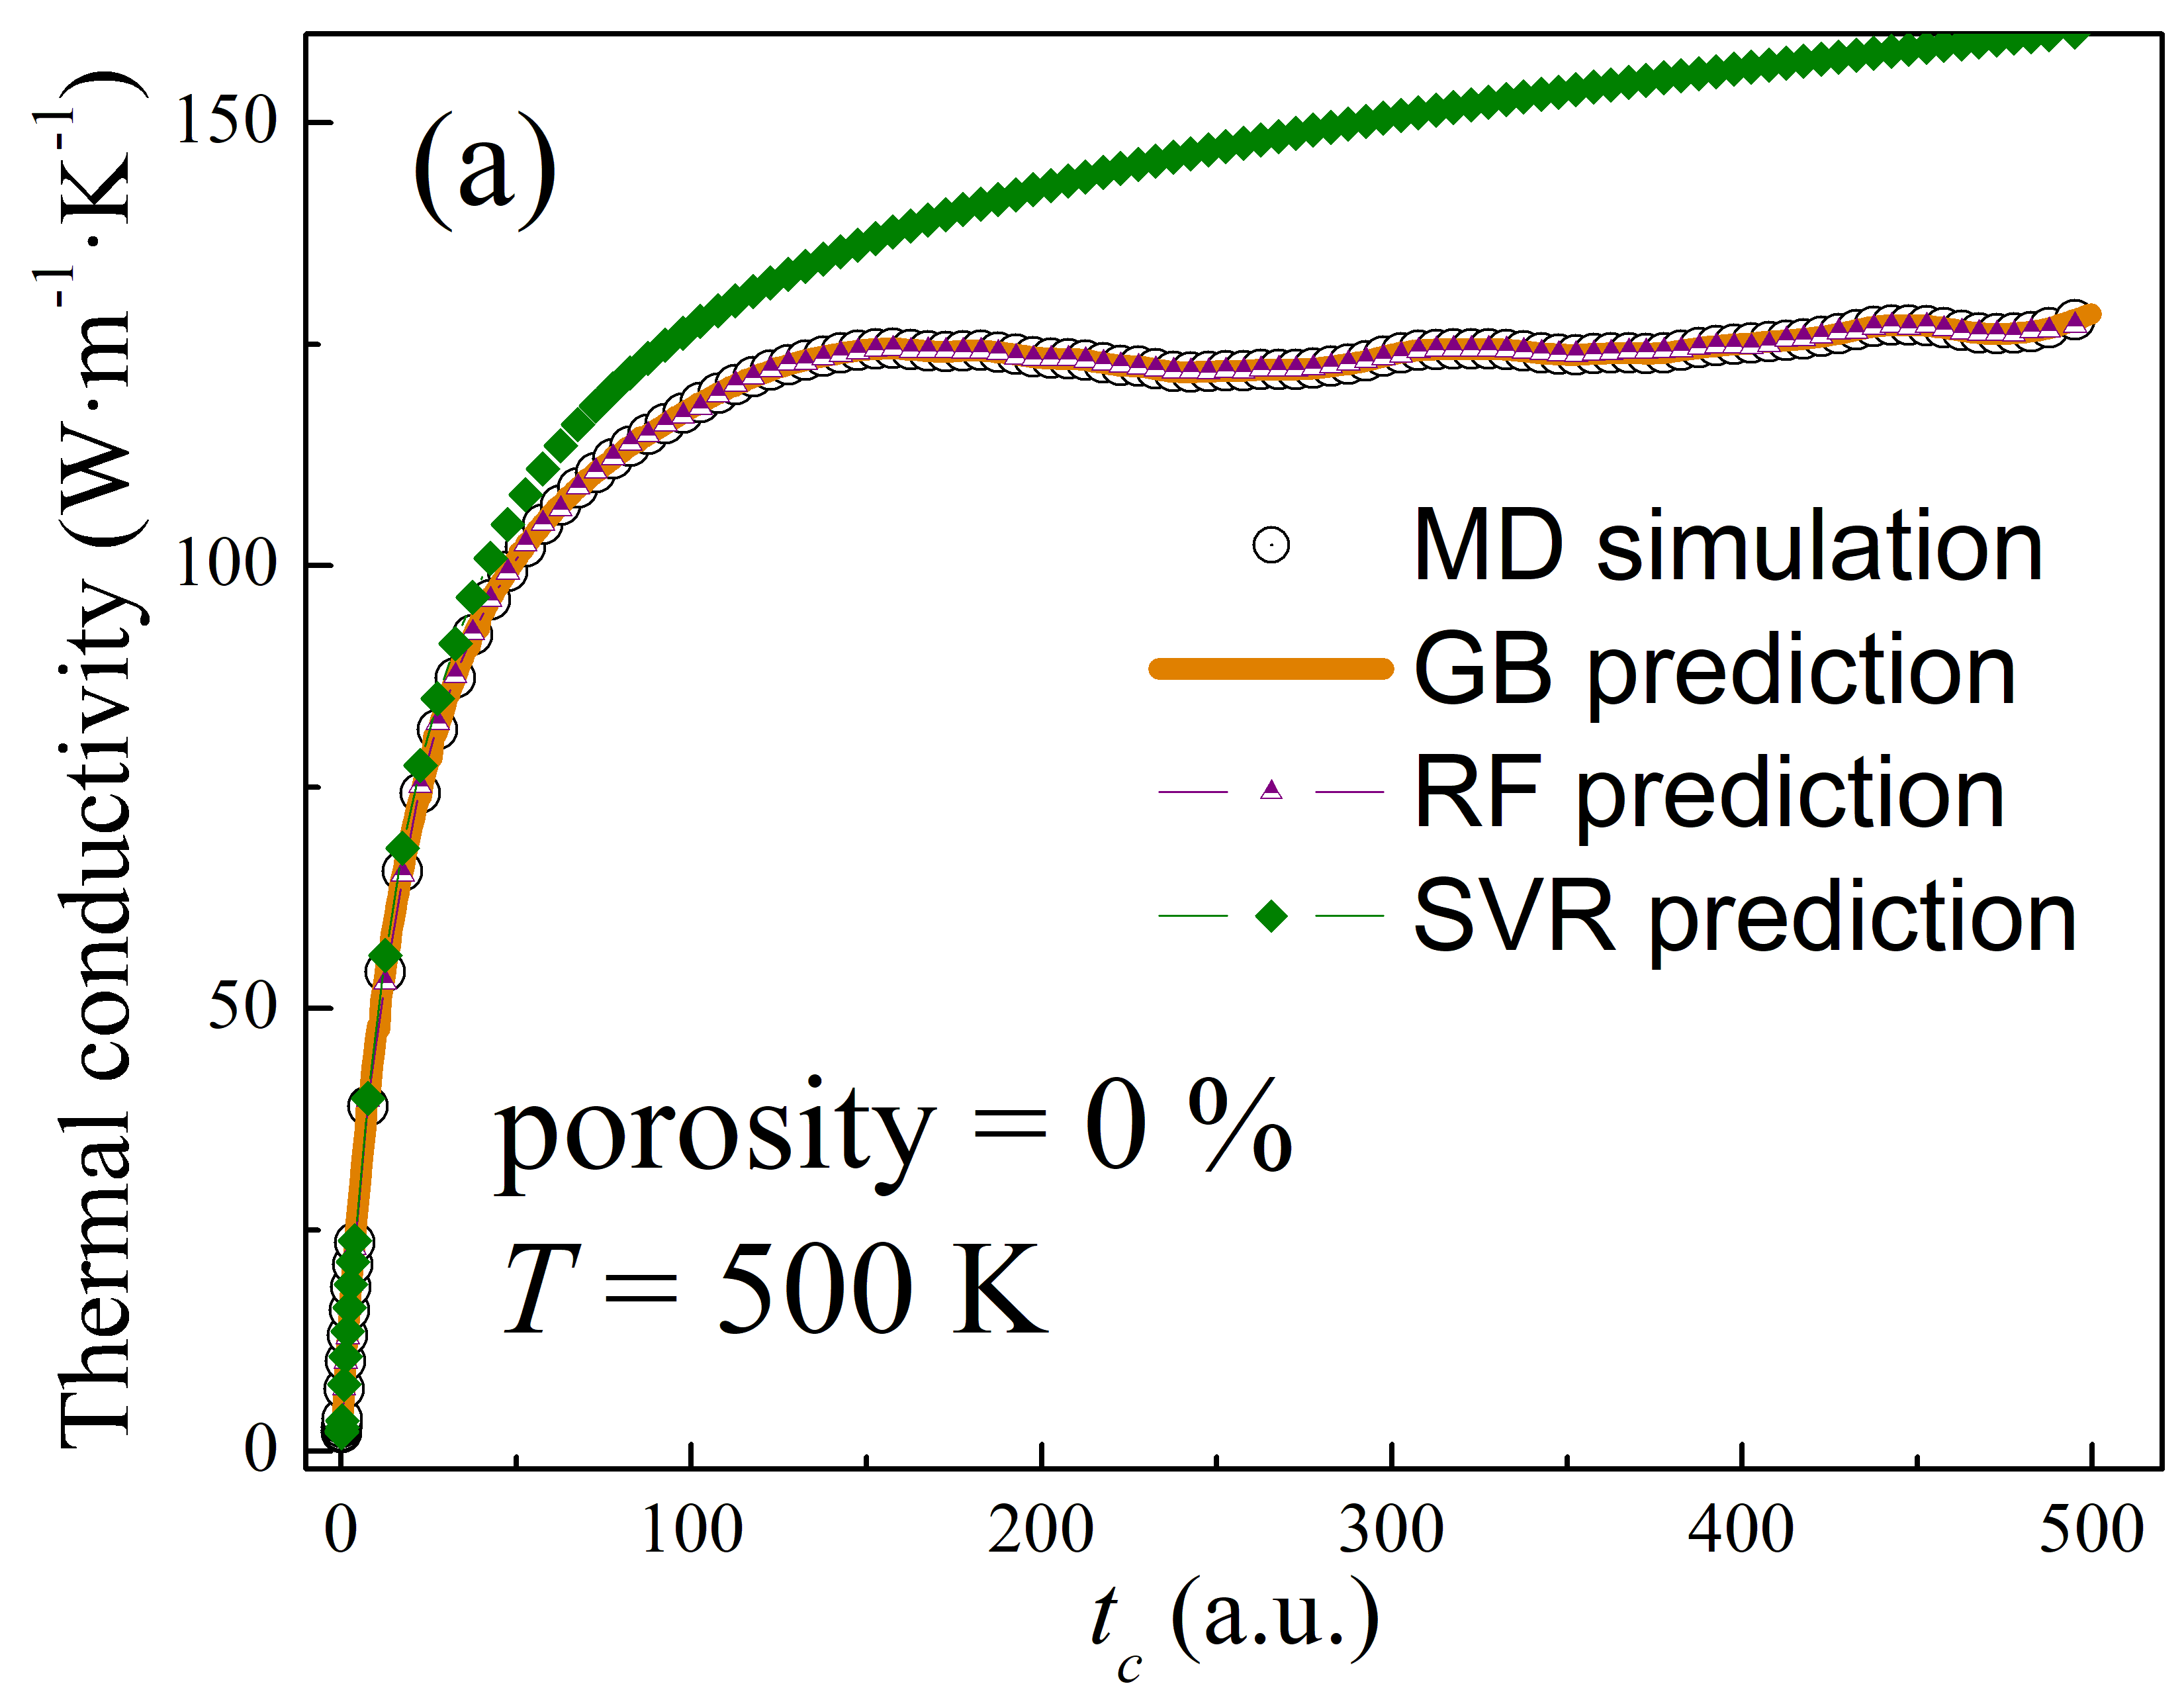 Thermal conductivity (W·m⁻¹·K⁻¹)
150
100
50
0
(a)
MD simulation
GB prediction
RF prediction
SVR prediction
porosity = 0 %
T = 500 K
0 100 200 300 400 500
t_c (a.u.)